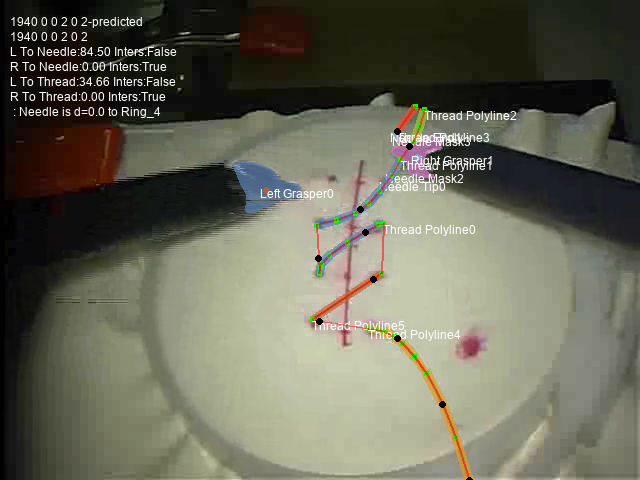 1940 0 0 2 0 2-predicted
1940 0 0 2 0 2
L To Needle:84.50 Inters:False
R To Needle:0.00 Inters:True
L To Thread:34.66 Inters:False
R To Thread:0.00 Inters:True
: Needle is d=0.0 to Ring_4
Thread Polyline2
Needle Mask3
Right Grasper1
Thread Polyline1
Needle Mask2
Needle Tip0
Left Grasper0
Thread Polyline0
Thread Polyline5
Thread Polyline4